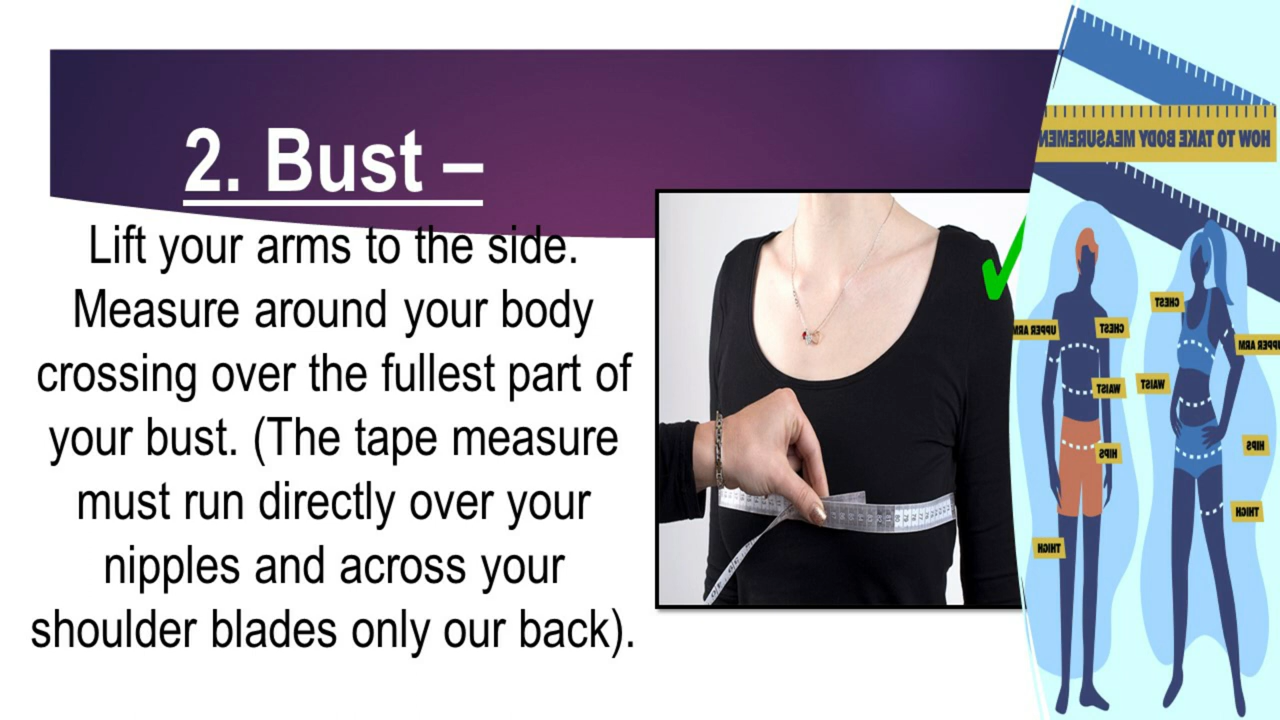 2. Bust –
Lift your arms to the side.
Measure around your body
crossing over the fullest part of
your bust. (The tape measure
must run directly over your
nipples and across your
shoulder blades only our back).
HOW TO TAKE BODY MEASUREMEN
UPPER ARM
CHEST
WAIST
HIPS
THIGH
CHEST
UPPER ARM
WAIST
HIPS
THIGH